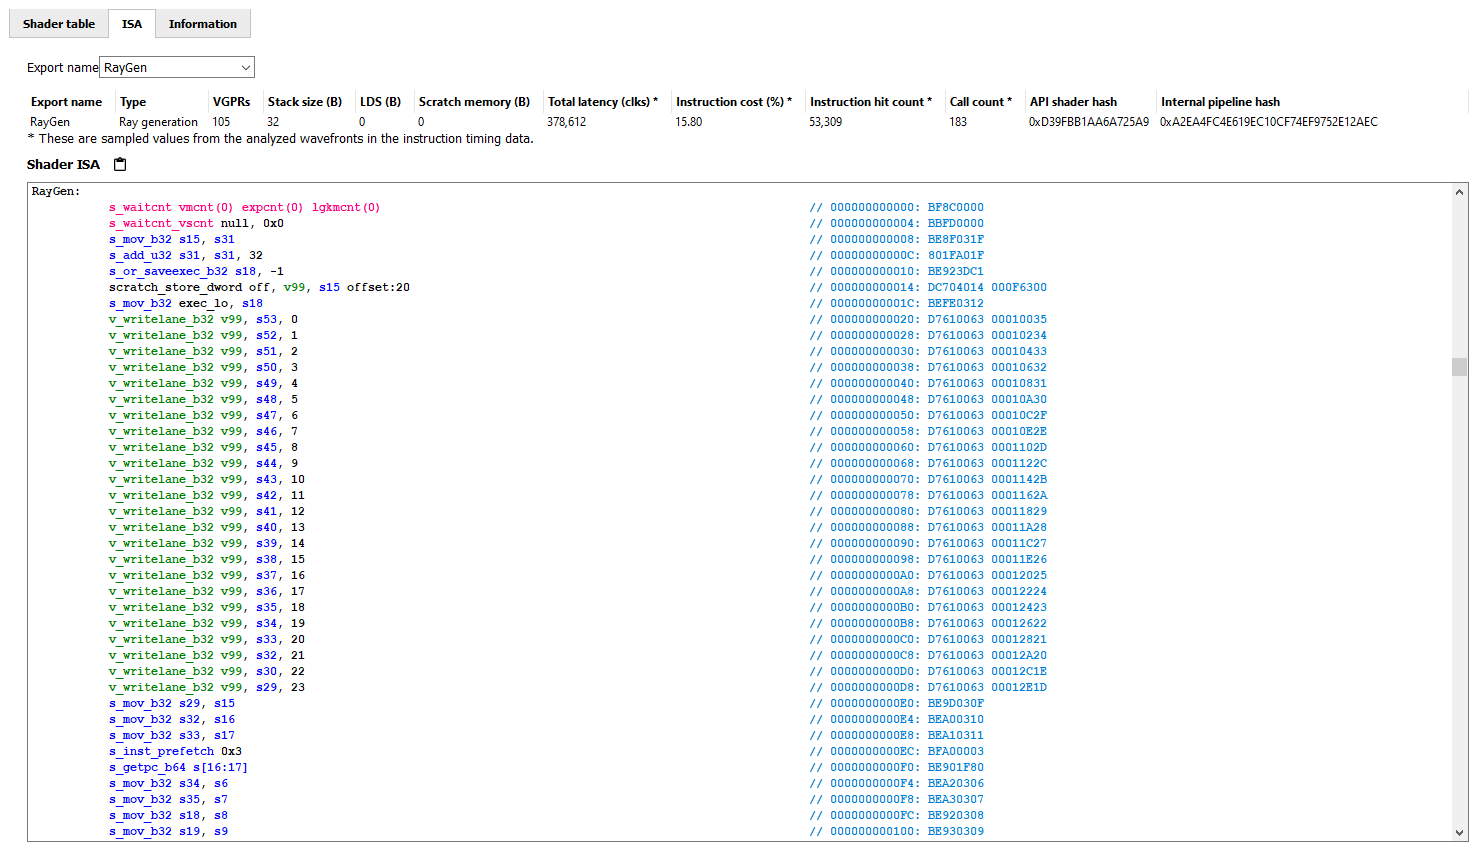 Shader table ISA Information
Export name RayGen
Export name Type VGPRs Stack size (B) LDS (B) Scratch memory (B) Total latency (clks) * Instruction cost (%) * Instruction hit count * Call count * API shader hash Internal pipeline hash
RayGen Ray generation 105 32 0 0 378,612 15.80 53,309 183 0xD39FBB1AA6A725A9 0xA2EA4FC4E619EC10CF74EF9752E12AEC
* These are sampled values from the analyzed wavefronts in the instruction timing data.
Shader ISA
RayGen:
s_waitcnt vmcnt(0) expcnt(0) lgkmcnt(0) // 000000000000: BF8C0000
s_waitcnt_vscnt null, 0x0 // 000000000004: BBFD0000
s_mov_b32 s15, s31 // 000000000008: BE8F031F
s_add_u32 s31, s31, 32 // 00000000000C: 801FA01F
s_or_saveexec_b32 s18, -1 // 000000000010: BE923DC1
scratch_store_dword off, v99, s15 offset:20 // 000000000014: DC704014 000F6300
s_mov_b32 exec_lo, s18 // 00000000001C: BEFE0312
v_writelane_b32 v99, s53, 0 // 000000000020: D7610063 00010035
v_writelane_b32 v99, s52, 1 // 000000000028: D7610063 00010234
v_writelane_b32 v99, s51, 2 // 000000000030: D7610063 00010433
v_writelane_b32 v99, s50, 3 // 000000000038: D7610063 00010632
v_writelane_b32 v99, s49, 4 // 000000000040: D7610063 00010831
v_writelane_b32 v99, s48, 5 // 000000000048: D7610063 00010A30
v_writelane_b32 v99, s47, 6 // 000000000050: D7610063 00010C2F
v_writelane_b32 v99, s46, 7 // 000000000058: D7610063 00010E2E
v_writelane_b32 v99, s45, 8 // 000000000060: D7610063 0001102D
v_writelane_b32 v99, s44, 9 // 000000000068: D7610063 0001122C
v_writelane_b32 v99, s43, 10 // 000000000070: D7610063 0001142B
v_writelane_b32 v99, s42, 11 // 000000000078: D7610063 0001162A
v_writelane_b32 v99, s41, 12 // 000000000080: D7610063 00011829
v_writelane_b32 v99, s40, 13 // 000000000088: D7610063 00011A28
v_writelane_b32 v99, s39, 14 // 000000000090: D7610063 00011C27
v_writelane_b32 v99, s38, 15 // 000000000098: D7610063 00011E26
v_writelane_b32 v99, s37, 16 // 0000000000A0: D7610063 00012025
v_writelane_b32 v99, s36, 17 // 0000000000A8: D7610063 00012224
v_writelane_b32 v99, s35, 18 // 0000000000B0: D7610063 00012423
v_writelane_b32 v99, s34, 19 // 0000000000B8: D7610063 00012622
v_writelane_b32 v99, s33, 20 // 0000000000C0: D7610063 00012821
v_writelane_b32 v99, s32, 21 // 0000000000C8: D7610063 00012A20
v_writelane_b32 v99, s30, 22 // 0000000000D0: D7610063 00012C1E
v_writelane_b32 v99, s29, 23 // 0000000000D8: D7610063 00012E1D
s_mov_b32 s29, s15 // 0000000000E0: BE9D030F
s_mov_b32 s32, s16 // 0000000000E4: BEA00310
s_mov_b32 s33, s17 // 0000000000E8: BEA10311
s_inst_prefetch 0x3 // 0000000000EC: BFA00003
s_getpc_b64 s[16:17] // 0000000000F0: BE901F80
s_mov_b32 s34, s6 // 0000000000F4: BEA20306
s_mov_b32 s35, s7 // 0000000000F8: BEA30307
s_mov_b32 s18, s8 // 0000000000FC: BE920308
s_mov_b32 s19, s9 // 000000000100: BE930309